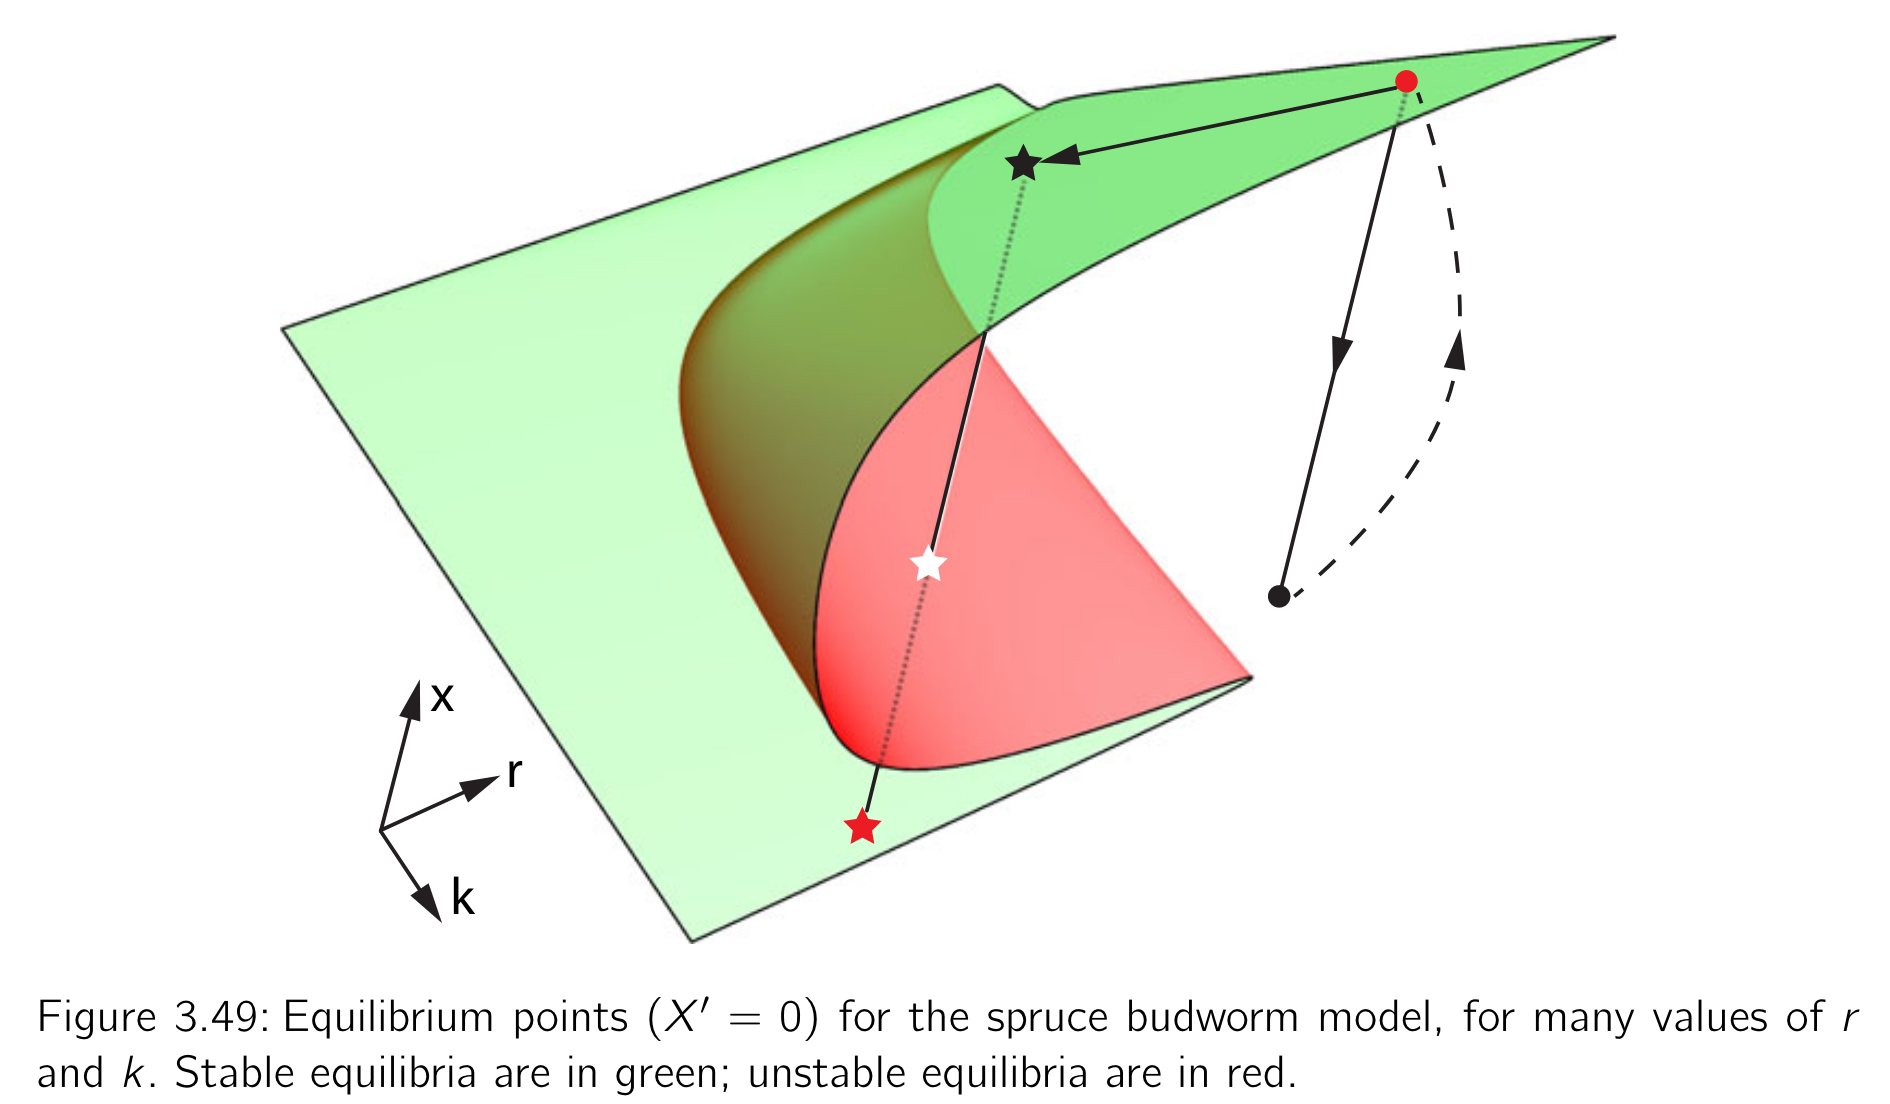 x
r
k
Figure 3.49: Equilibrium points (X′ = 0) for the spruce budworm model, for many values of r
and k. Stable equilibria are in green; unstable equilibria are in red.